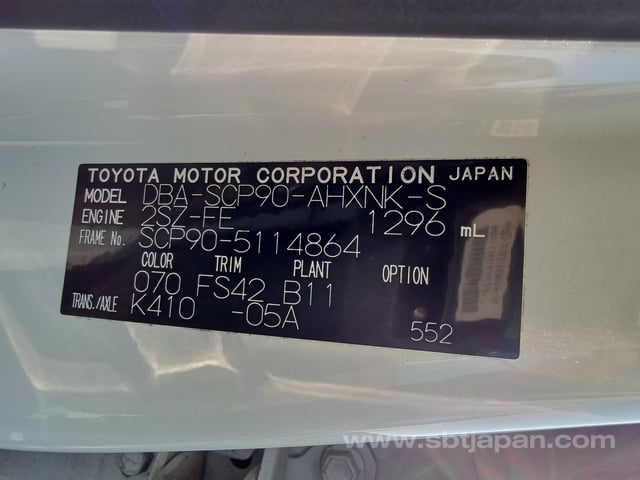 TOYOTA MOTOR CORPORATION JAPAN
MODEL DBA-SCP90-AHXNK-S
ENGINE 2SZ-FE 1296 mL
FRAME No. SCP90-5114864
COLOR TRIM PLANT OPTION
070 FS42 B11
TRANS./AXLE K410 -05A
552
www.sbtjapan.com